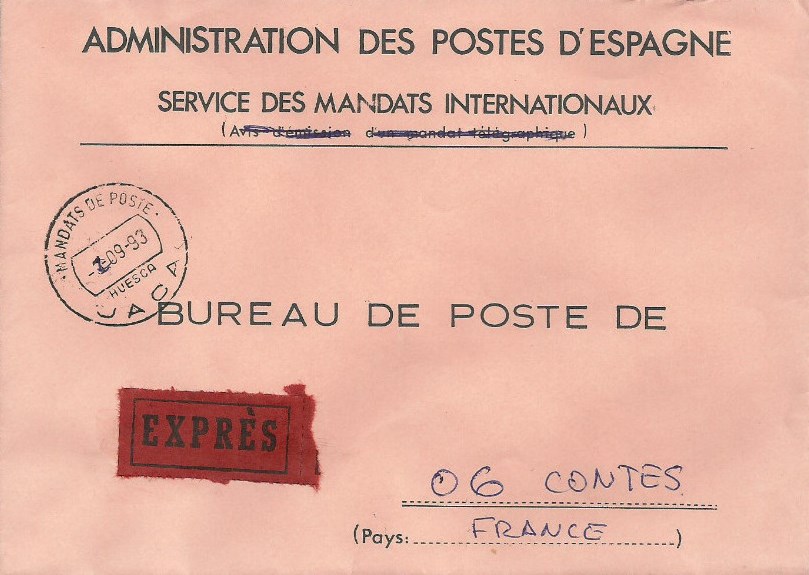 ADMINISTRATION DES POSTES D'ESPAGNE
SERVICE DES MANDATS INTERNATIONAUX
(Avis d'émission d'un mandat télégraphique)
MANDATS DE POSTE
-09-93
HUESCA
JACA
BUREAU DE POSTE DE
EXPRÈS
06 CONTES
(Pays: FRANCE)